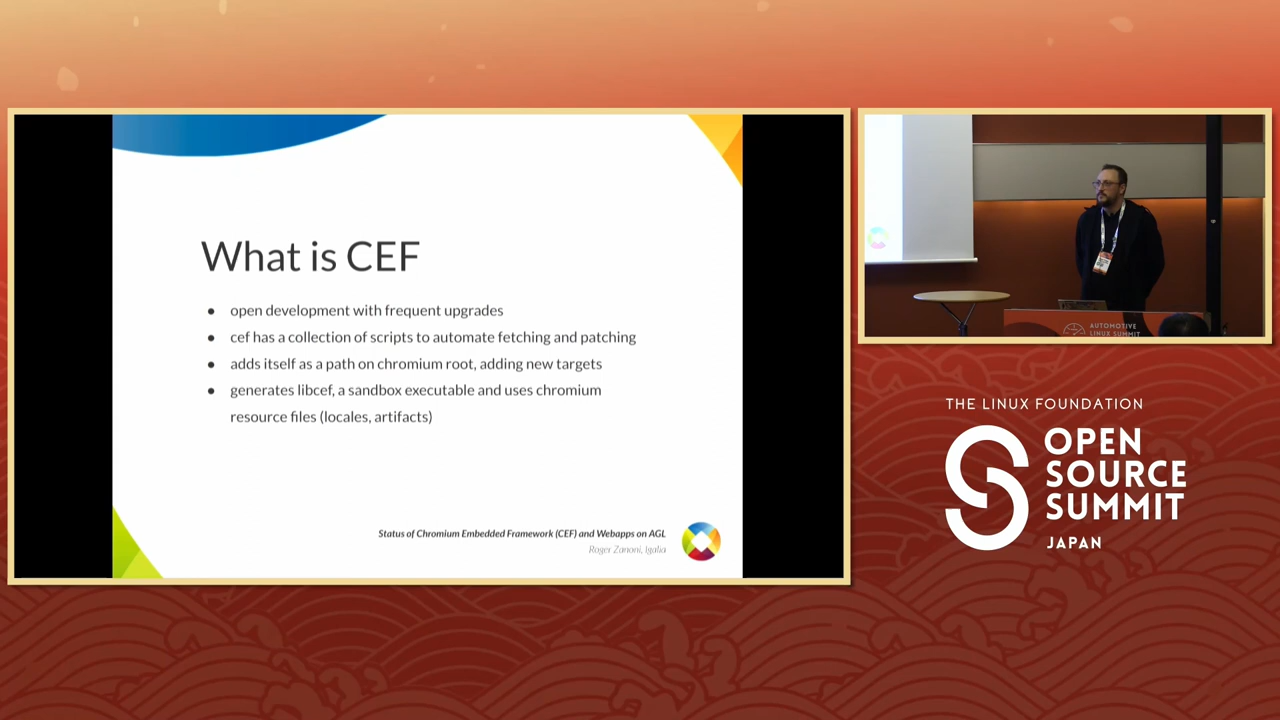 What is CEF
open development with frequent upgrades
cef has a collection of scripts to automate fetching and patching
adds itself as a path on chromium root, adding new targets
generates libcef, a sandbox executable and uses chromium
resource files (locales, artifacts)
Status of Chromium Embedded Framework (CEF) and Webapps on AGL
Roger Zanoni, Igalia
AUTOMOTIVE
LINUX SUMMIT
THE LINUX FOUNDATION
OPEN
SOURCE
SUMMIT
JAPAN